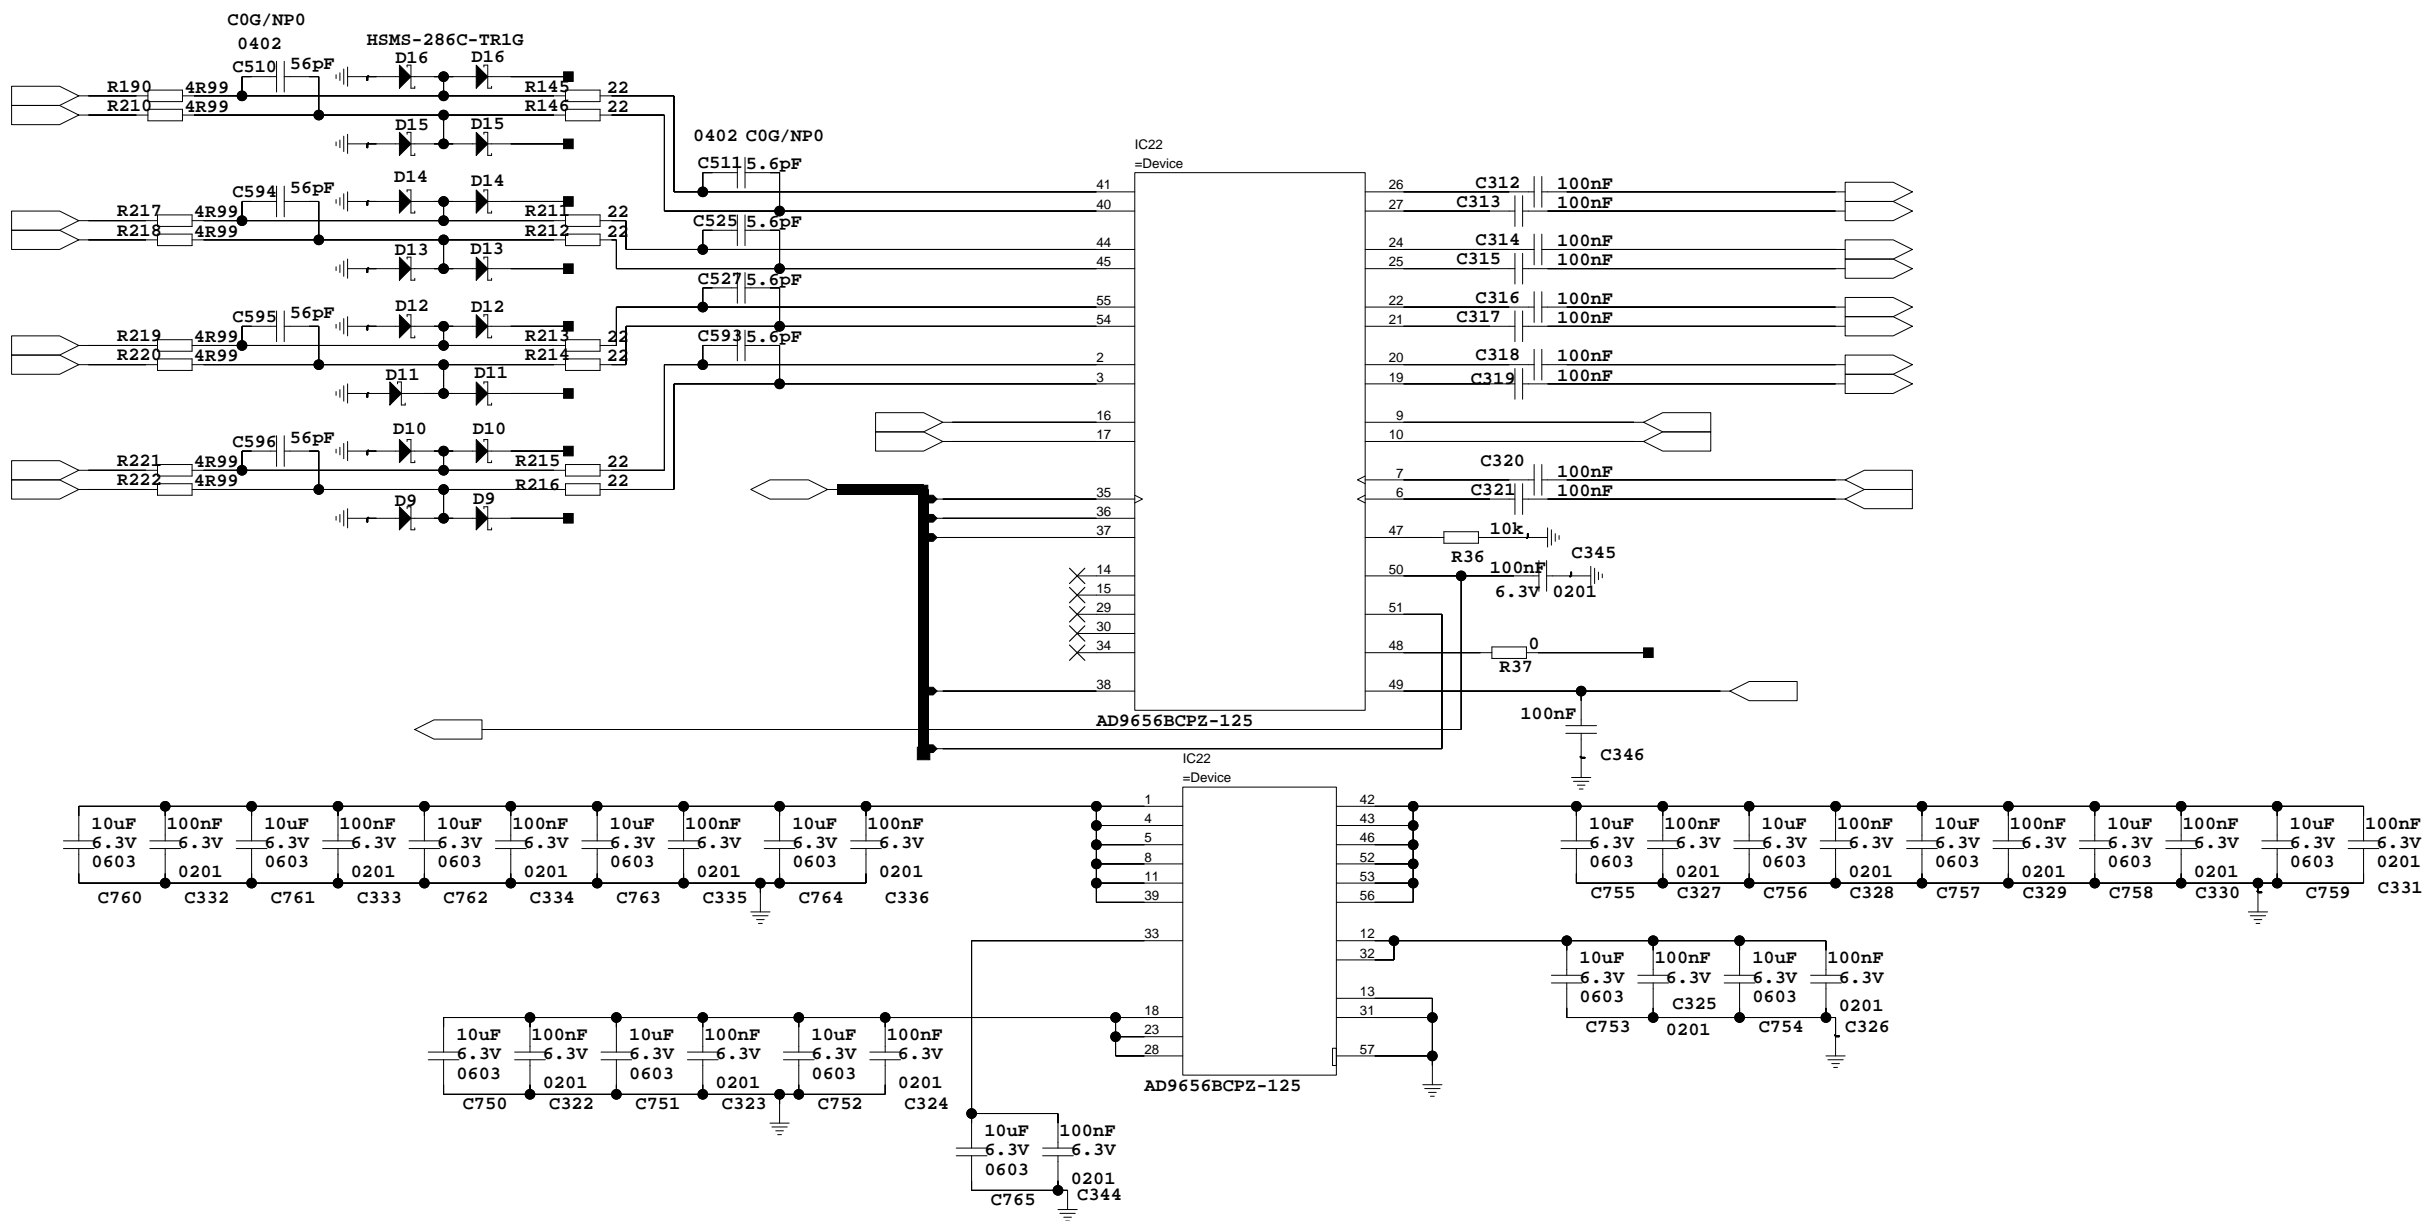 C0G/NP0
0402
HSMS-286C-TR1G
C510 56pF D16 D16
R190 4R99 R145 22
R210 4R99 R146 22
D15 D15
0402 C0G/NP0
C511 5.6pF
IC22
=Device
C594 56pF D14 D14
41
26 C312 100nF
40
27 C313 100nF
R217 4R99 R211 22
R218 4R99 R212 22
C525 5.6pF
D13 D13
44
24 C314 100nF
45
25 C315 100nF
C527 5.6pF
C595 56pF D12 D12
55
22 C316 100nF
54
21 C317 100nF
R219 4R99 R213 22
R220 4R99 R214 22
C593 5.6pF
D11 D11
2
20 C318 100nF
3
19 C319 100nF
C596 56pF D10 D10
16
9
17
10
R221 4R99 R215 22
R222 4R99 R216 22
D9 D9
7 C320 100nF
35
6 C321 100nF
36
37
47 10k
R36 C345
14
50 100nF
15
6.3V 0201
29
51
30
34
48 0
R37
38
49
AD9656BCPZ-125
100nF
C346
IC22
=Device
1
42
4
43
5
46
8
52
11
53
39
56
10uF 100nF 10uF 100nF 10uF 100nF 10uF 100nF 10uF 100nF
6.3V 6.3V 6.3V 6.3V 6.3V 6.3V 6.3V 6.3V 6.3V 6.3V
0603 0201 0603 0201 0603 0201 0603 0201 0603 0201
C760 C332 C761 C333 C762 C334 C763 C335 C764 C336
10uF 100nF 10uF 100nF 10uF 100nF 10uF 100nF 10uF 100nF
6.3V 6.3V 6.3V 6.3V 6.3V 6.3V 6.3V 6.3V 6.3V 6.3V
0603 0201 0603 0201 0603 0201 0603 0201 0603 0201
C755 C327 C756 C328 C757 C329 C758 C330 C759 C331
33
12
32
10uF 100nF 10uF 100nF
6.3V 6.3V 6.3V 6.3V
0603 C325 0603 0201
C753 0201 C754 C326
13
18
31
23
28
57
10uF 100nF 10uF 100nF 10uF 100nF
6.3V 6.3V 6.3V 6.3V 6.3V 6.3V
0603 0201 0603 0201 0603 0201
C750 C322 C751 C323 C752 C324
AD9656BCPZ-125
10uF 100nF
6.3V 6.3V
0603 0201
C765 C344